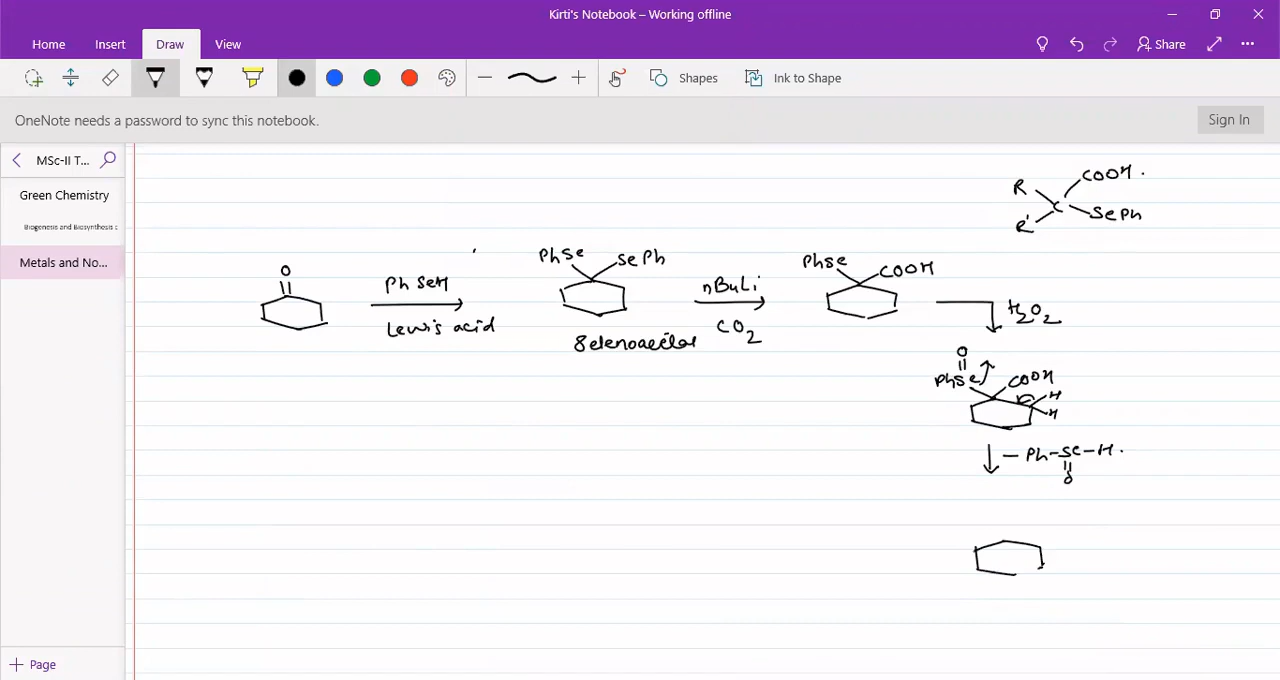 Kirti's Notebook – Working offline
Home Insert Draw View
Share
Shapes Ink to Shape
OneNote needs a password to sync this notebook.
Sign In
MSc-II T...
Green Chemistry
Biogenesis and Biosynthesis
Metals and No...
Page
R COOH.
C
R' SePh
O
PhSeH
Lewis acid
PhSe SePh
Selenoacetal
nBuLi
CO2
PhSe COOH
H2O2
O
PhSe COOH
H
H
– Ph–Se–H.
O